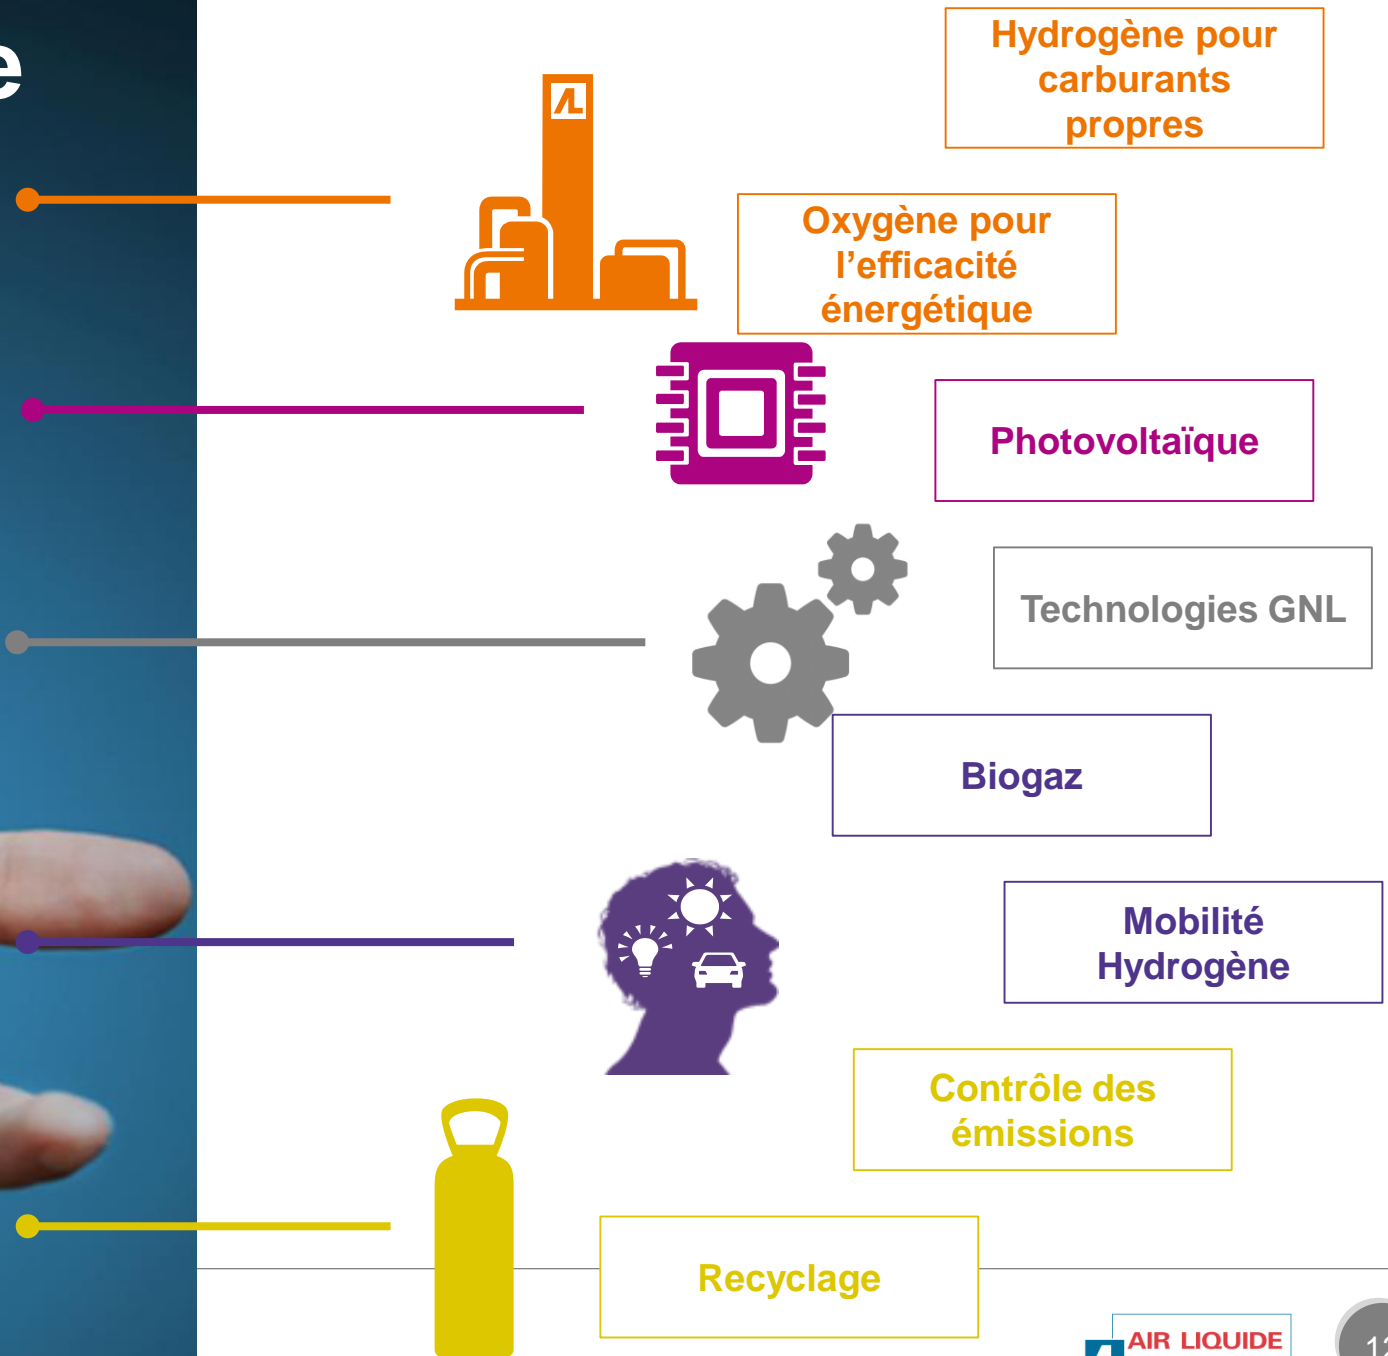 e
Hydrogène pour
carburants
propres
Oxygène pour
l’efficacité
énergétique
Photovoltaïque
Technologies GNL
Biogaz
Mobilité
Hydrogène
Contrôle des
émissions
Recyclage
AIR LIQUIDE